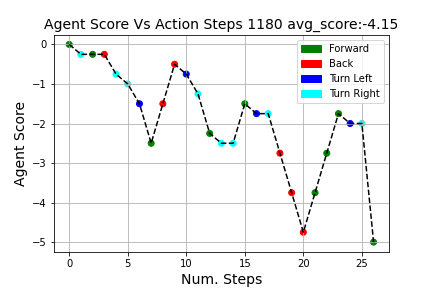 Agent Score Vs Action Steps 1180 avg_score:-4.15
Forward
Back
Turn Left
Turn Right
Agent Score
0
−1
−2
−3
−4
−5
0 5 10 15 20 25
Num. Steps